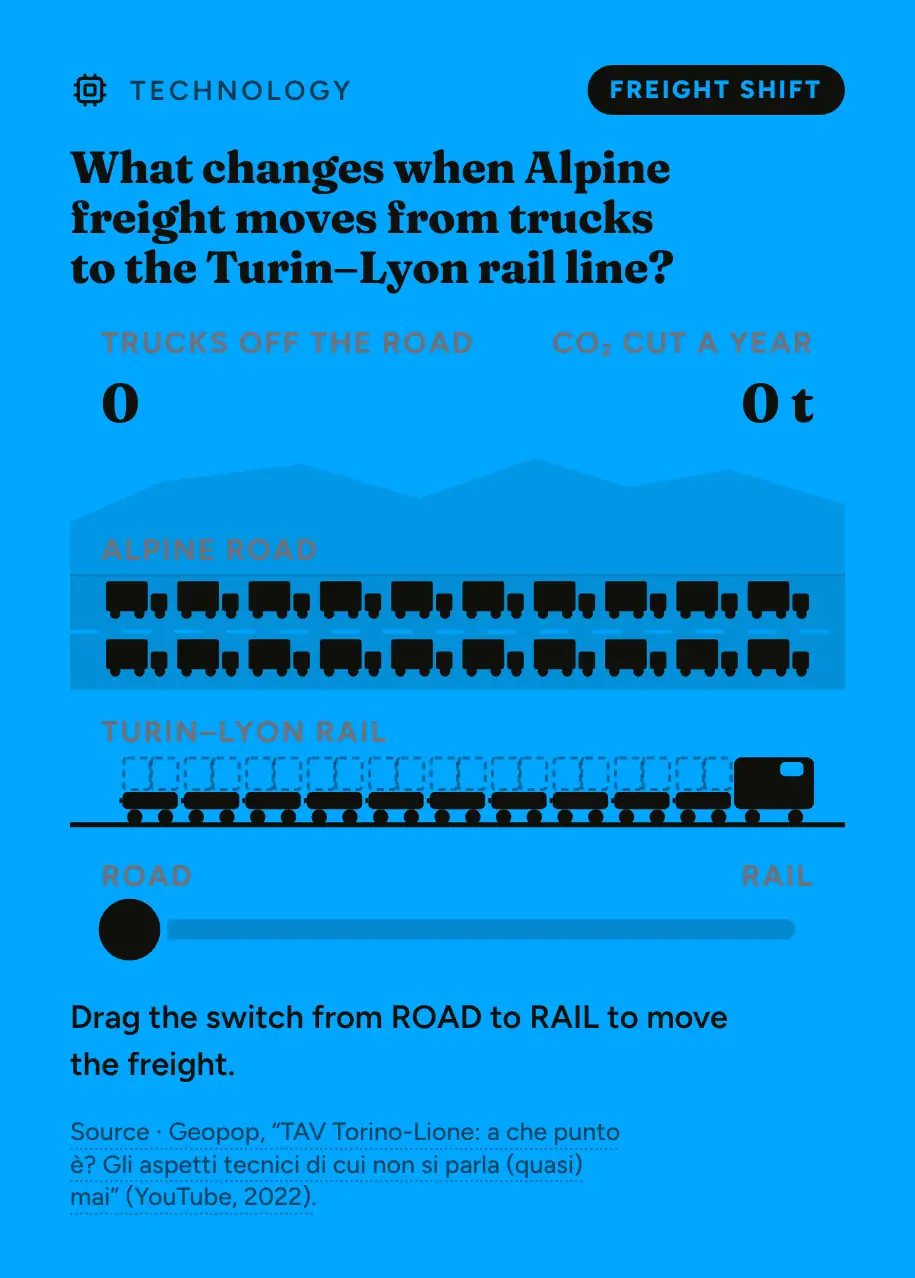 TECHNOLOGY
FREIGHT SHIFT
What changes when Alpine
freight moves from trucks
to the Turin–Lyon rail line?
TRUCKS OFF THE ROAD
CO₂ CUT A YEAR
0
0 t
ALPINE ROAD
TURIN–LYON RAIL
ROAD
RAIL
Drag the switch from ROAD to RAIL to move
the freight.
Source · Geopop, “TAV Torino-Lione: a che punto
è? Gli aspetti tecnici di cui non si parla (quasi)
mai” (YouTube, 2022).